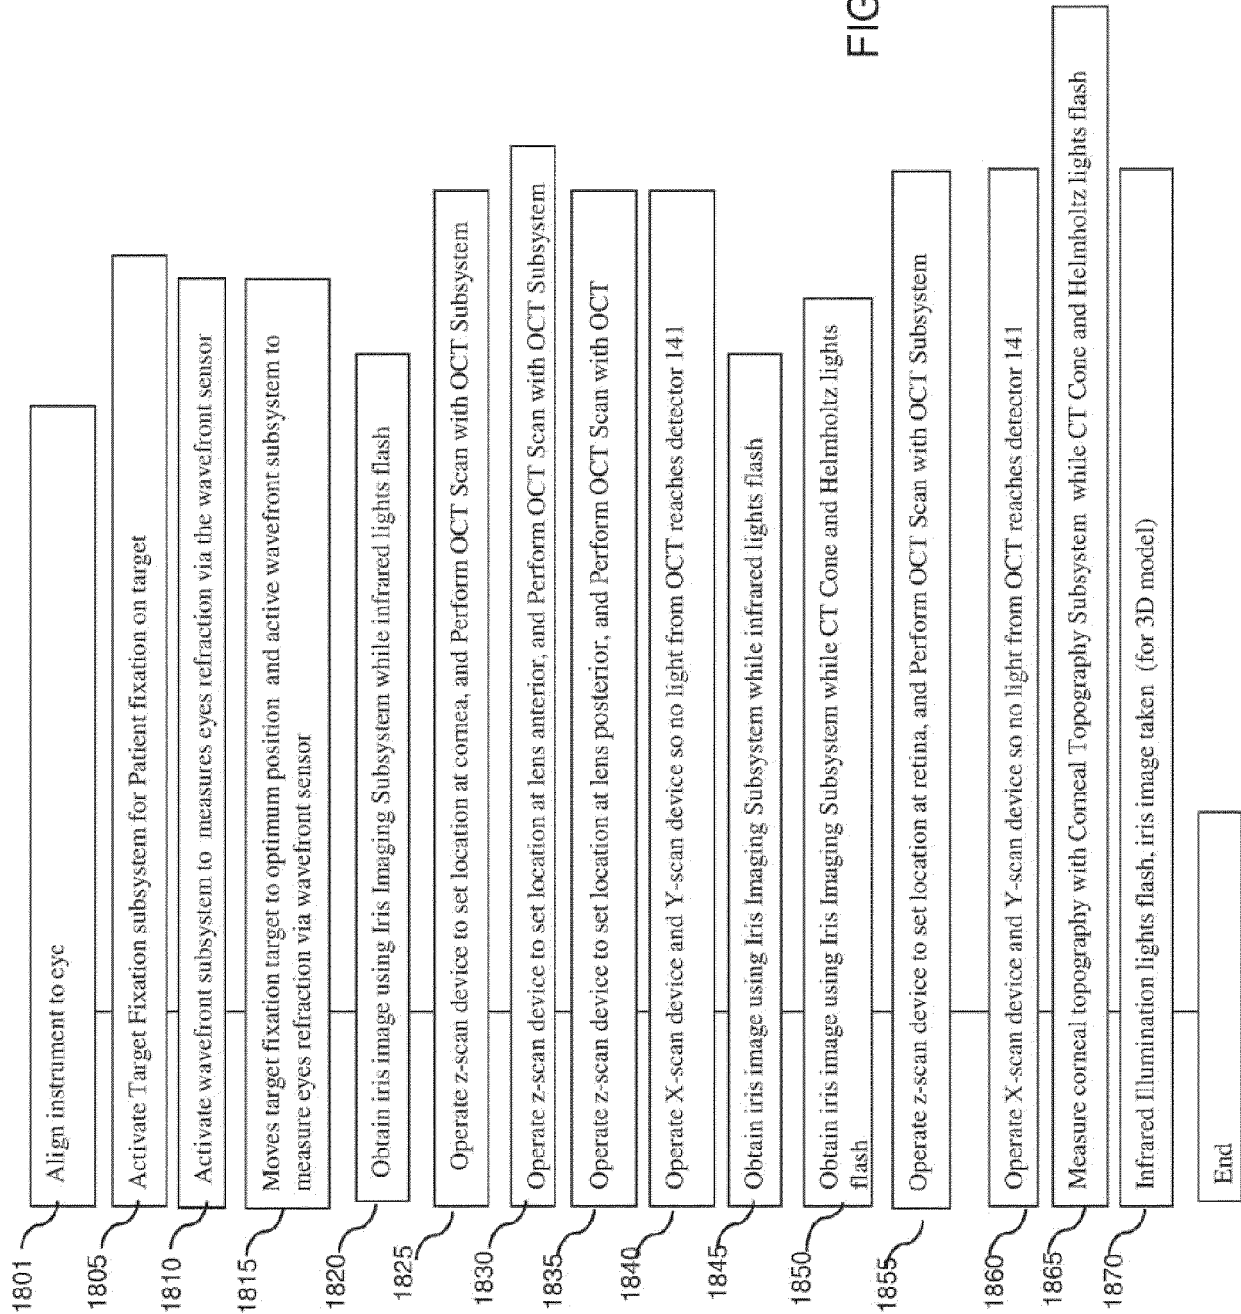 1801
Align instrument to eye
1805
Activate Target Fixation subsystem for Patient fixation on target
1810
Activate wavefront subsystem to measures eyes refraction via the wavefront sensor
1815
Moves target fixation target to optimum position and active wavefront subsystem to
measure eyes refraction via wavefront sensor
1820
Obtain iris image using Iris Imaging Subsystem while infrared lights flash
1825
Operate z-scan device to set location at cornea, and Perform OCT Scan with OCT Subsystem
1830
Operate z-scan device to set location at lens anterior, and Perform OCT Scan with OCT Subsystem
1835
Operate z-scan device to set location at lens posterior, and Perform OCT Scan with OCT
1840
Operate X-scan device and Y-scan device so no light from OCT reaches detector 141
1845
Obtain iris image using Iris Imaging Subsystem while infrared lights flash
1850
Obtain iris image using Iris Imaging Subsystem while CT Cone and Helmholtz lights
flash
1855
Operate z-scan device to set location at retina, and Perform OCT Scan with OCT Subsystem
1860
Operate X-scan device and Y-scan device so no light from OCT reaches detector 141
1865
Measure corneal topography with Corneal Topography Subsystem while CT Cone and Helmholtz lights flash
1870
Infrared Illumination lights flash, iris image taken (for 3D model)
End
FIG